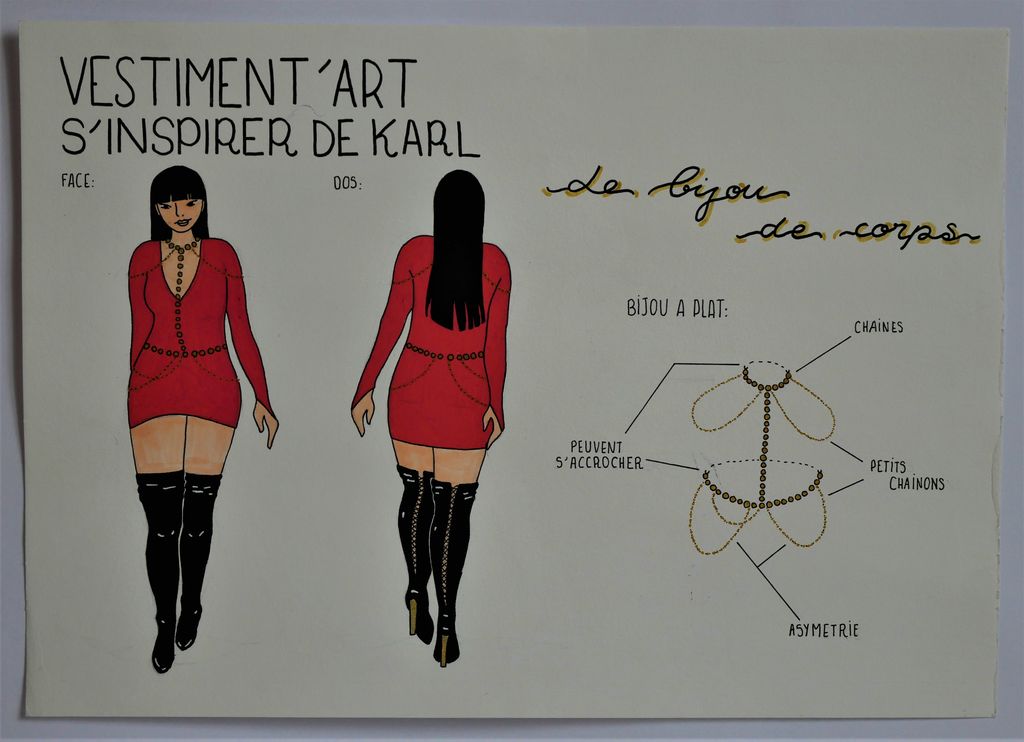 VESTIMENT'ART
S'INSPIRER DE KARL
FACE:
DOS:
Le bijou
de corps
BIJOU A PLAT:
CHAINES
PEUVENT
S'ACCROCHER
PETITS
CHAINONS
ASYMETRIE